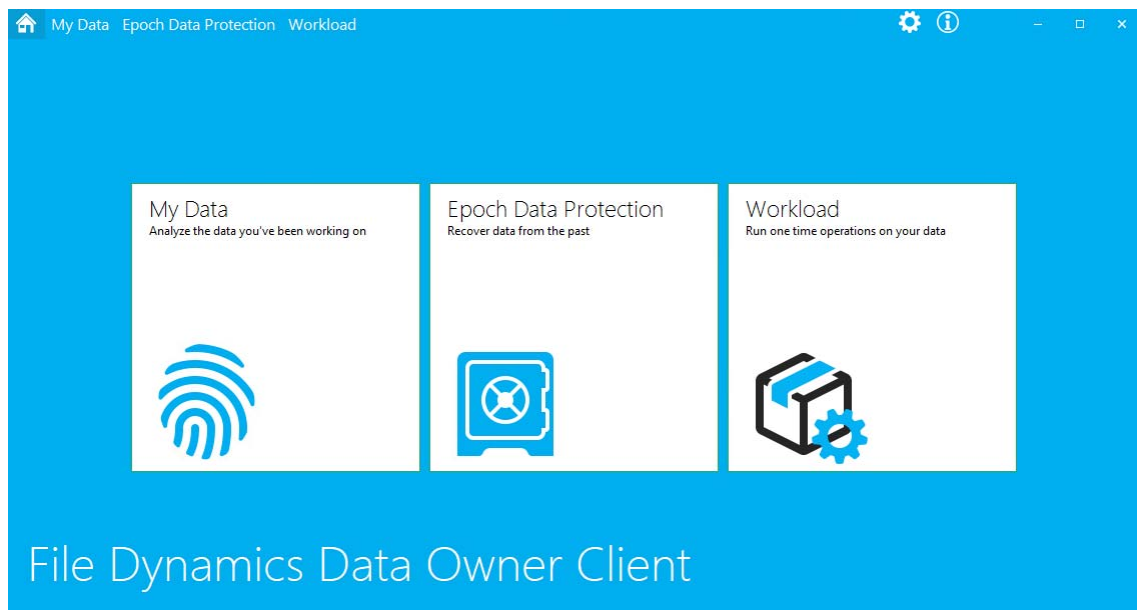 My Data Epoch Data Protection Workload
My Data
Analyze the data you've been working on
Epoch Data Protection
Recover data from the past
Workload
Run one time operations on your data
File Dynamics Data Owner Client